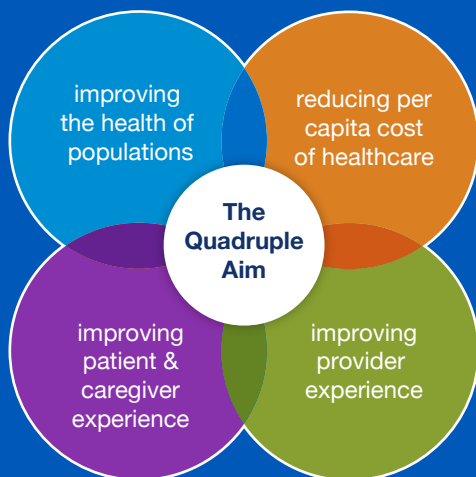 improving
the health of
populations
reducing per
capita cost
of healthcare
The
Quadruple
Aim
improving
patient &
caregiver
experience
improving
provider
experience